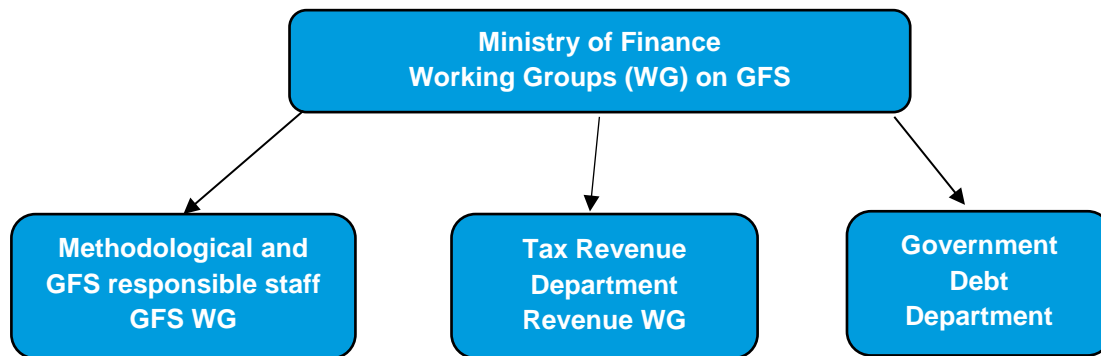 Ministry of Finance
Working Groups (WG) on GFS
Methodological and
GFS responsible staff
GFS WG
Tax Revenue
Department
Revenue WG
Government
Debt
Department